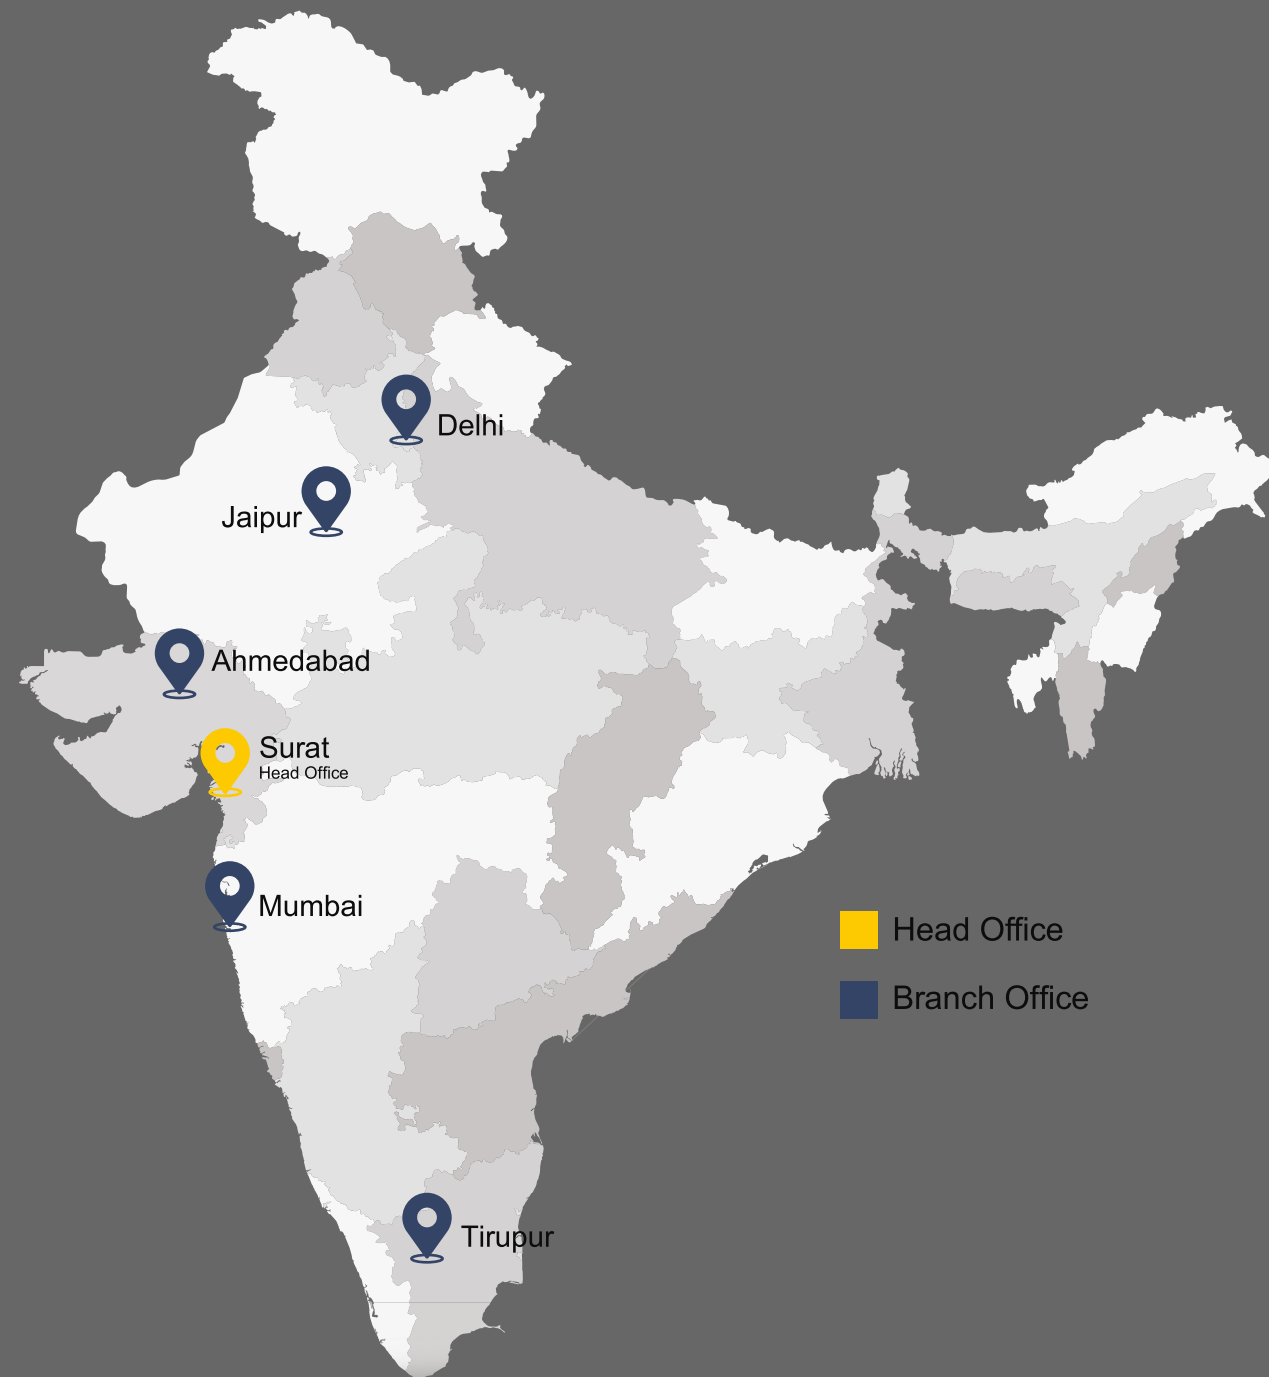 Delhi
Jaipur
Ahmedabad
Surat
Head Office
Mumbai
Head Office
Branch Office
Tirupur